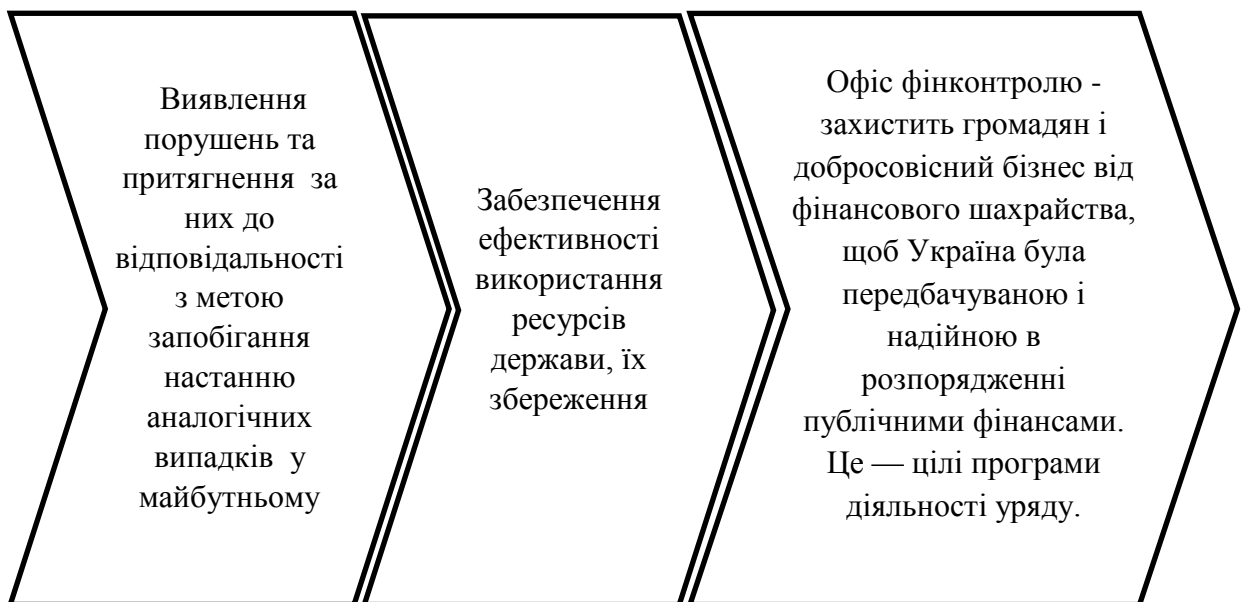 Виявлення
порушень та
притягнення за
них до
відповідальності
з метою
запобігання
настанню
аналогічних
випадків у
майбутньому
Забезпечення
ефективності
використання
ресурсів
держави, їх
збереження
Офіс фінконтролю -
захистить громадян і
добросовісний бізнес від
фінансового шахрайства,
щоб Україна була
передбачуваною і
надійною в
розпорядженні
публічними фінансами.
Це — цілі програми
діяльності уряду.